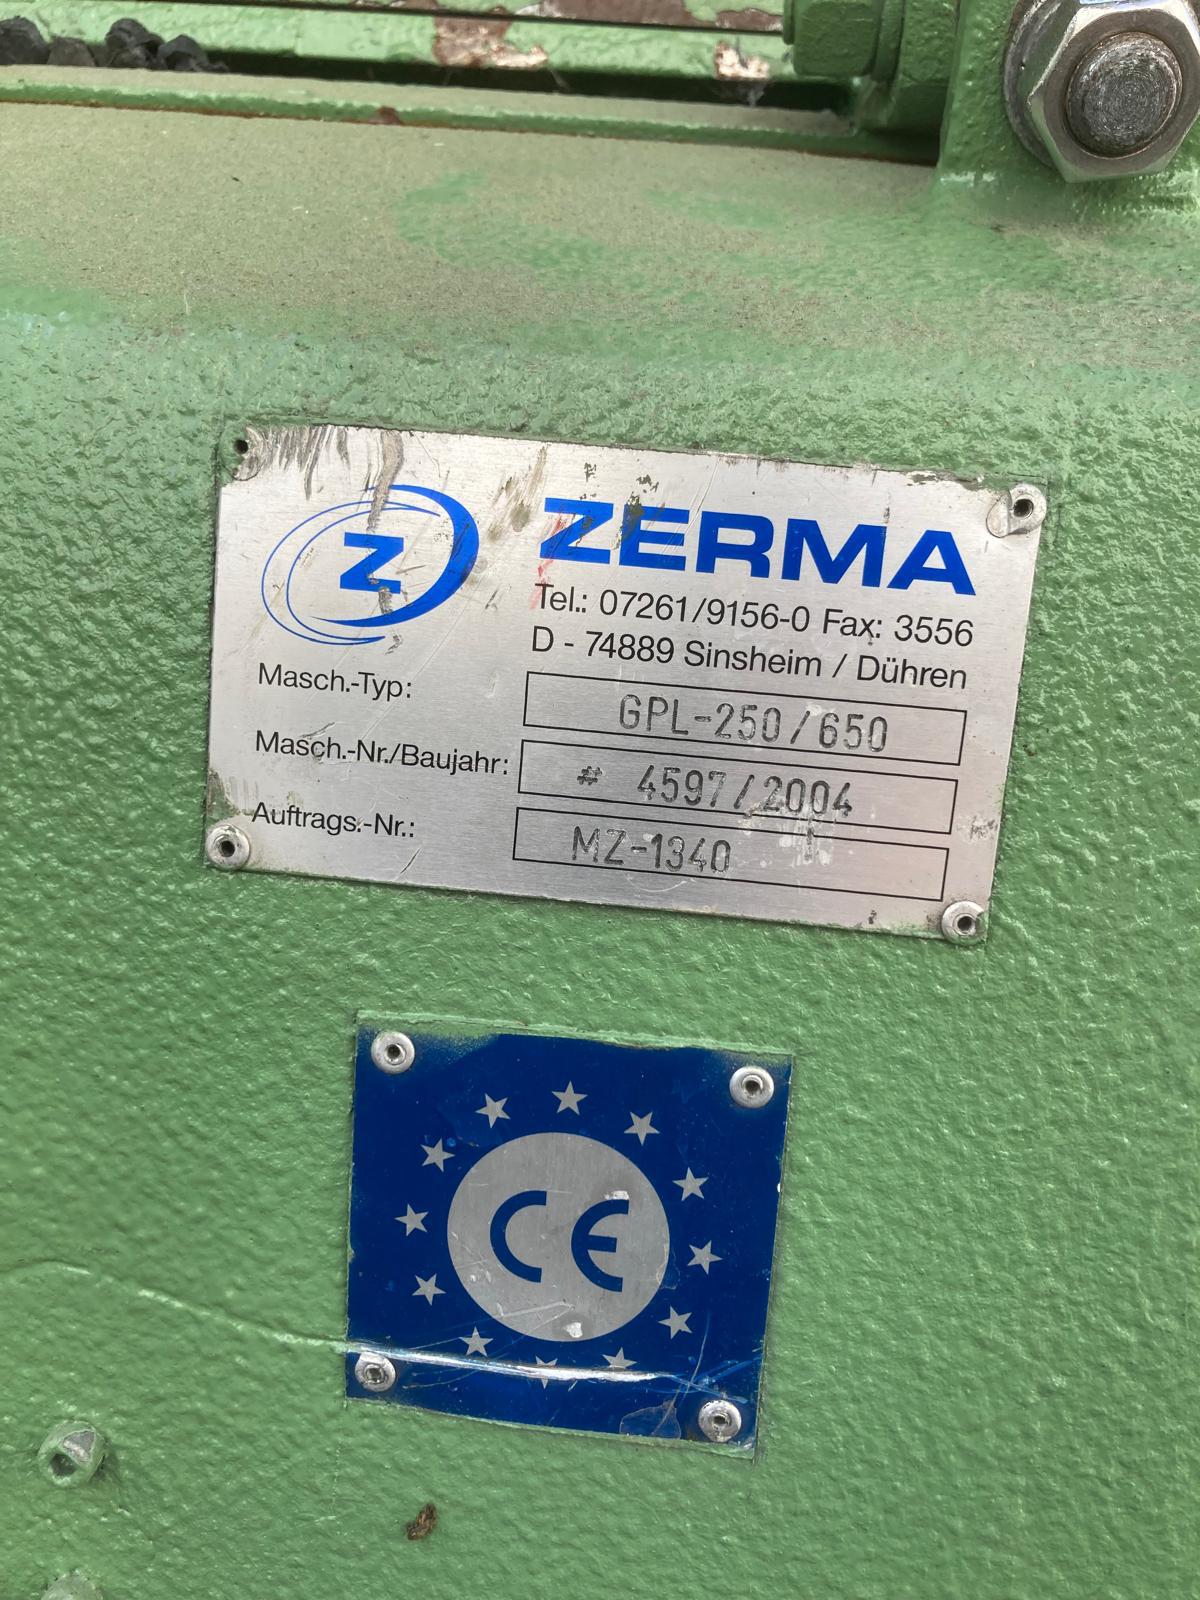 Z ZERMA
Tel.: 07261/9156-0 Fax: 3556
D - 74889 Sinsheim / Dühren
Masch.-Typ: GPL-250/650
Masch.-Nr./Baujahr: # 4597/2004
Auftrags.-Nr.: MZ-1340
CE